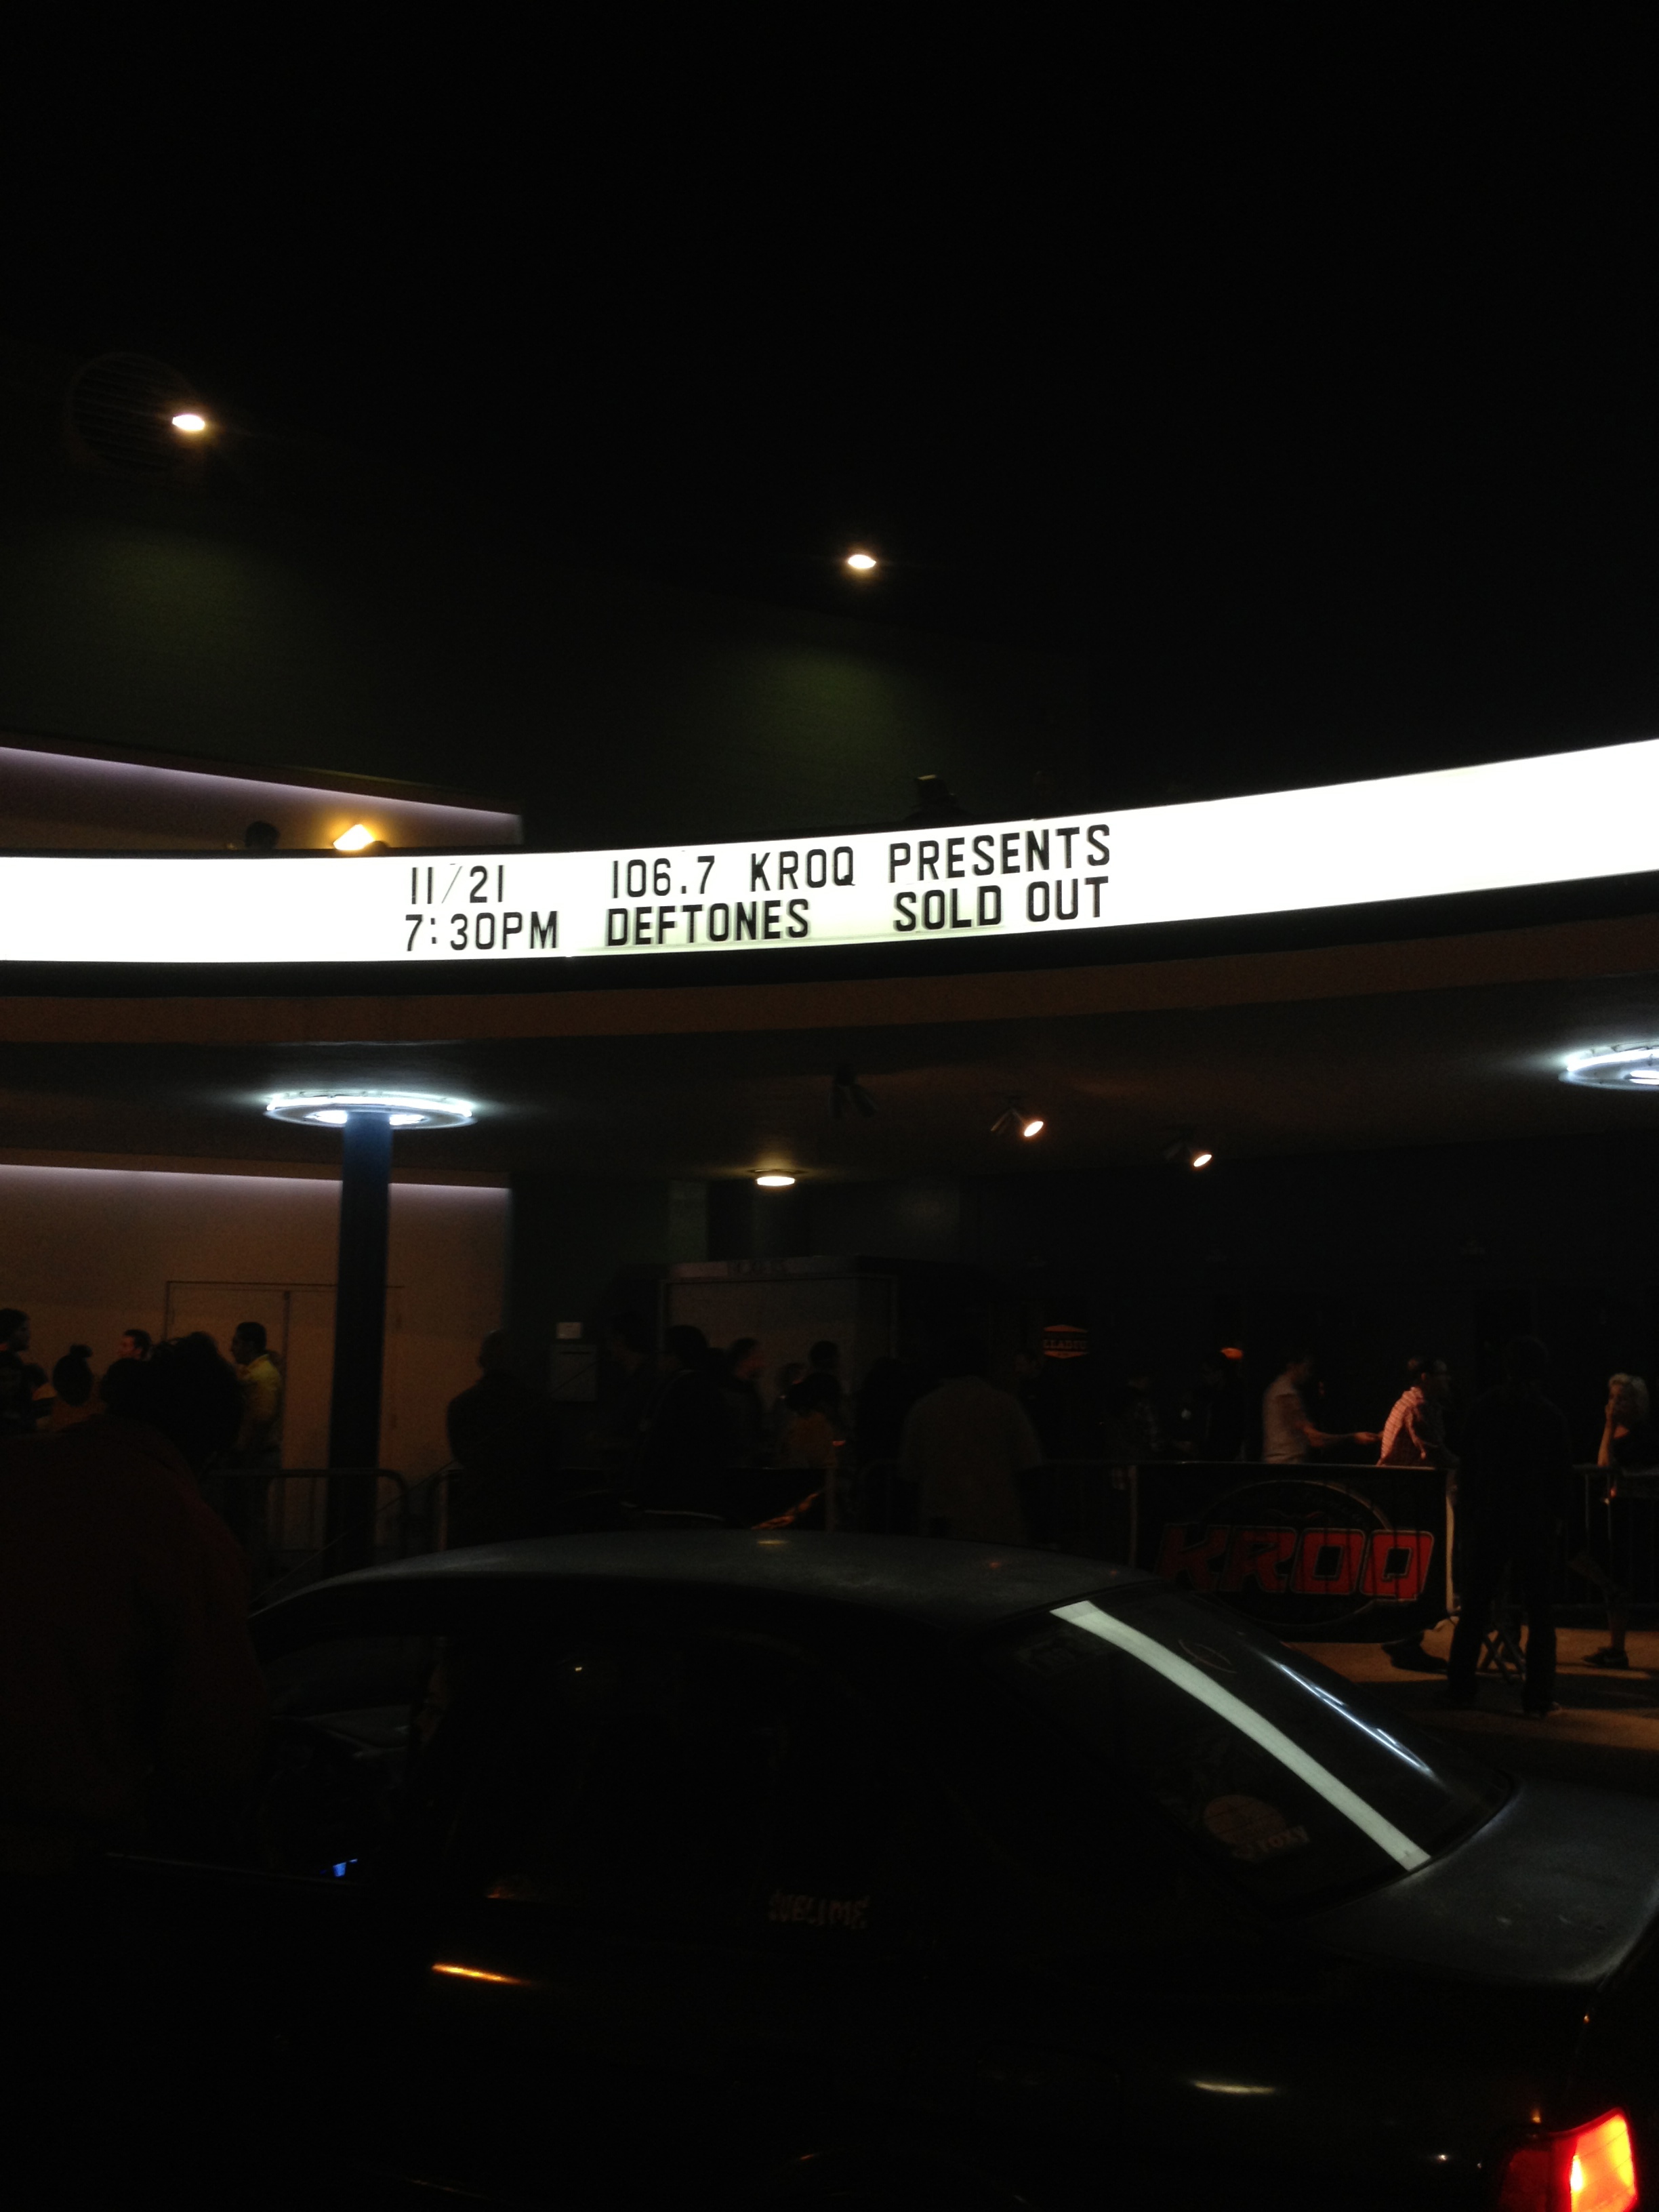 11/21 106.7 KROQ PRESENTS
7:30PM DEFTONES SOLD OUT
KROQ